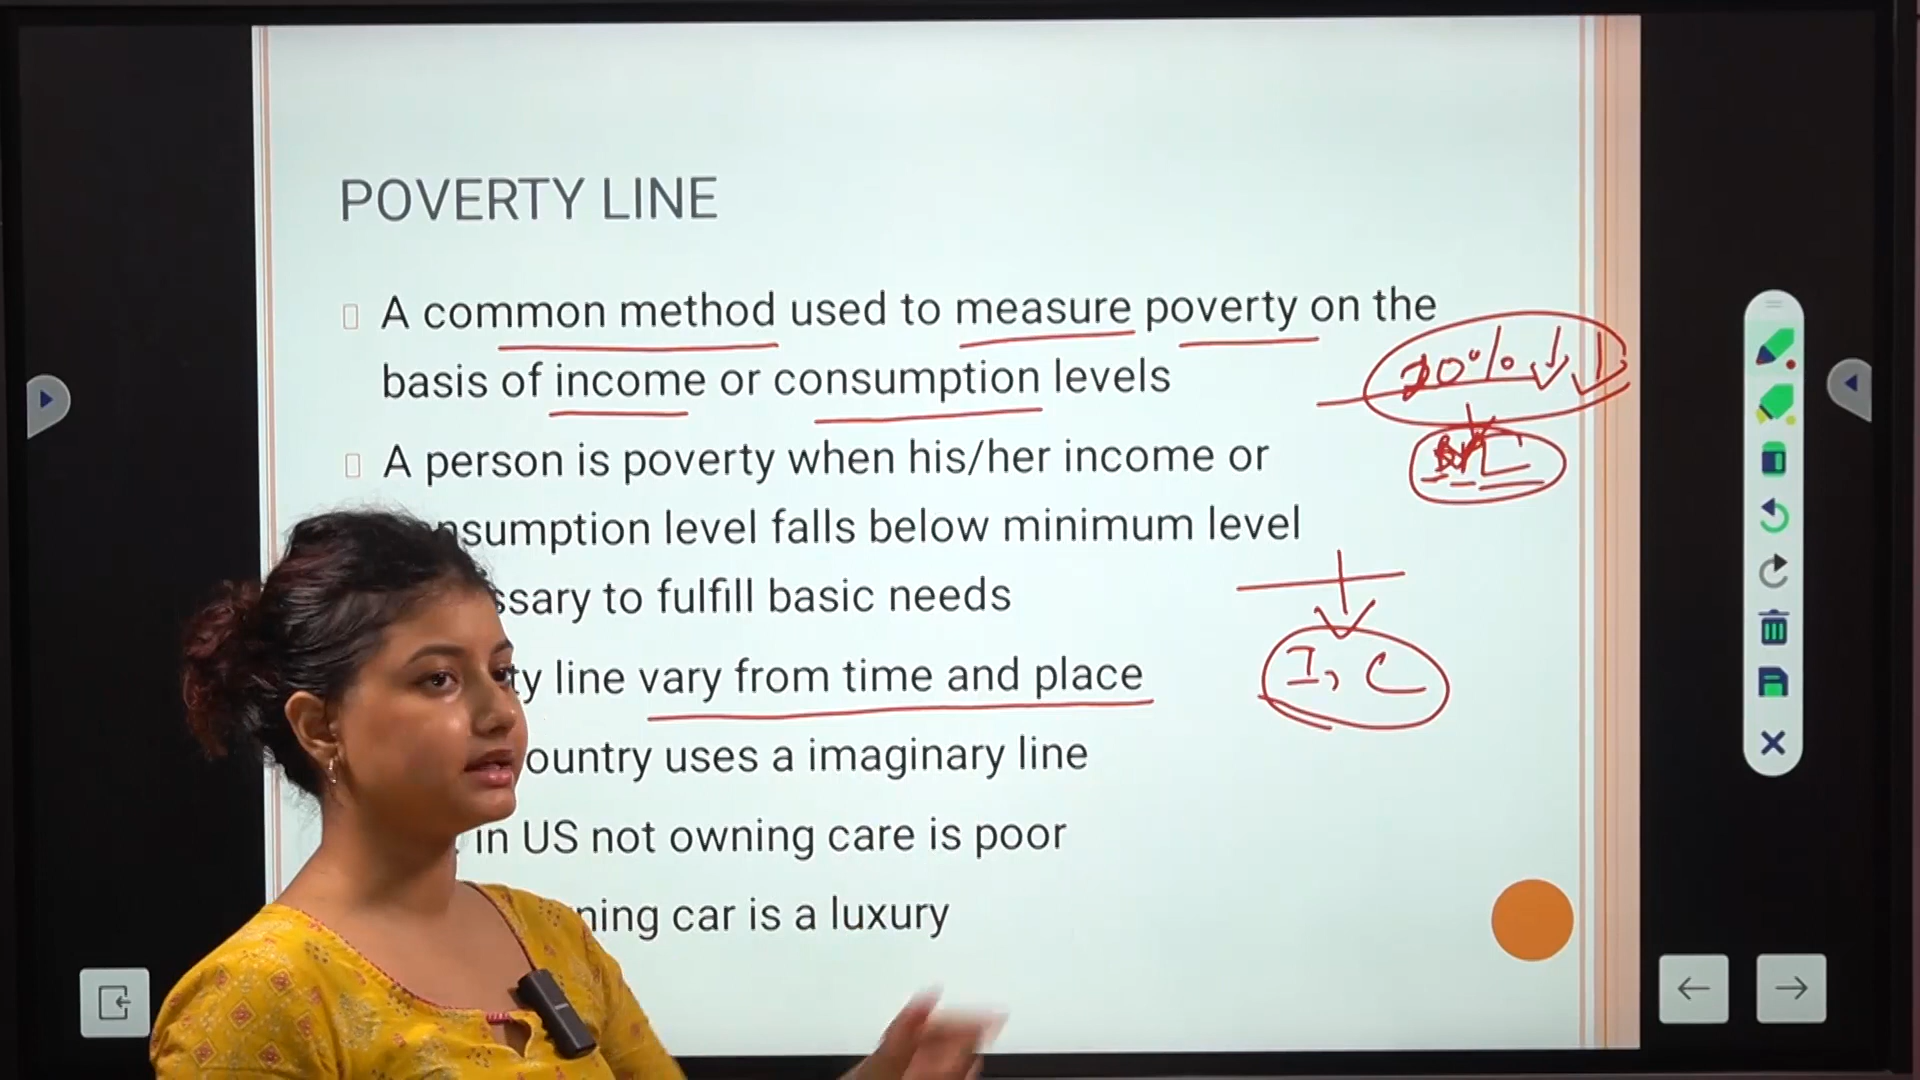 POVERTY LINE
A common method used to measure poverty on the
basis of income or consumption levels
20%
A person is poverty when his/her income or
nsumption level falls below minimum level
ssary to fulfill basic needs
I, C
ty line vary from time and place
ountry uses a imaginary line
in US not owning care is poor
ning car is a luxury